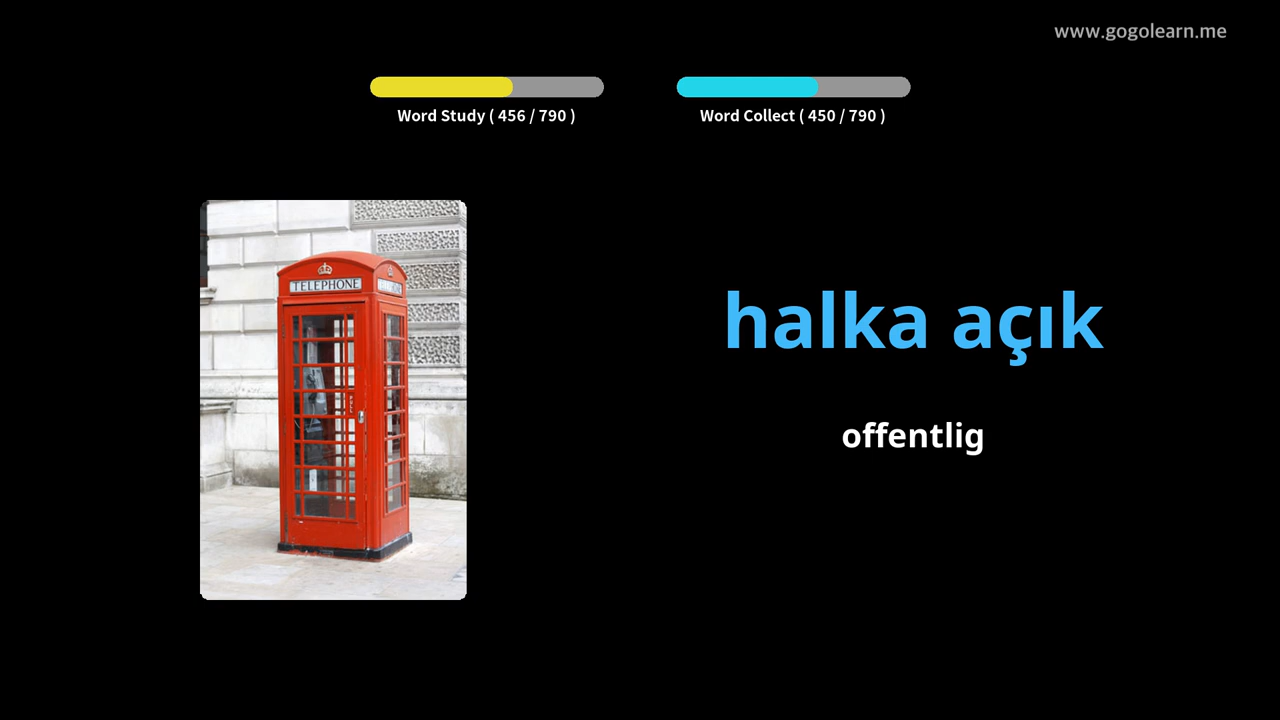 www.gogolearn.me
Word Study ( 456 / 790 )
Word Collect ( 450 / 790 )
TELEPHONE
halka açık
offentlig